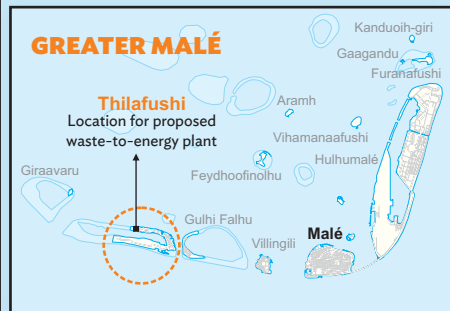 GREATER MALÉ
Kanduoih-giri
Gaagandu
Furanafushi
Thilafushi
Location for proposed
waste-to-energy plant
Aramh
Vihamanaafushi
Hulhumalé
Feydhoofinolhu
Giraavaru
Gulhi Falhu
Villingili
Malé